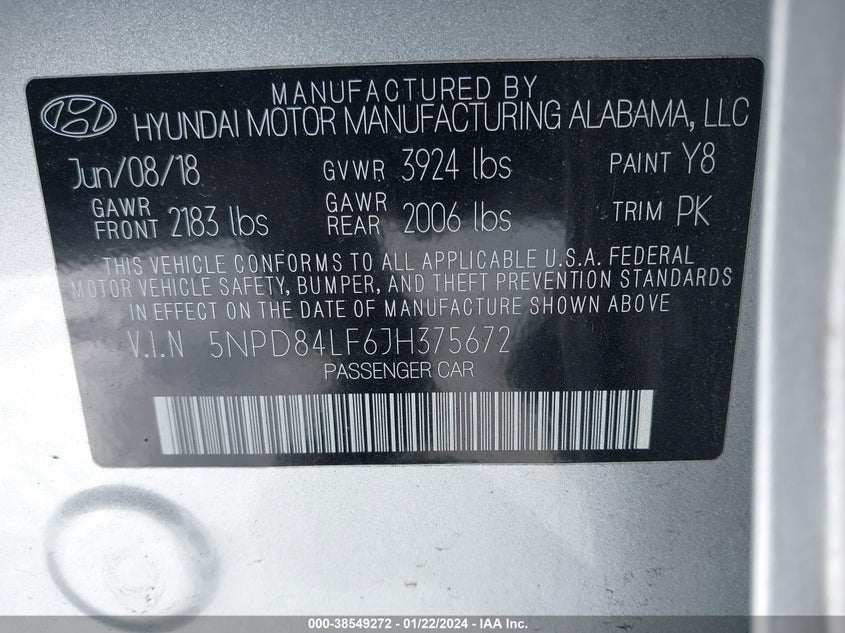 MANUFACTURED BY
HYUNDAI MOTOR MANUFACTURING ALABAMA, LLC
Jun/08/18 GVWR 3924 lbs PAINT Y8
GAWR FRONT 2183 lbs GAWR REAR 2006 lbs TRIM PK
THIS VEHICLE CONFORMS TO ALL APPLICABLE U.S.A. FEDERAL
MOTOR VEHICLE SAFETY, BUMPER, AND THEFT PREVENTION STANDARDS
IN EFFECT ON THE DATE OF MANUFACTURE SHOWN ABOVE
V.I.N 5NPD84LF6JH375672
PASSENGER CAR
000-38549272 - 01/22/2024 - IAA Inc.